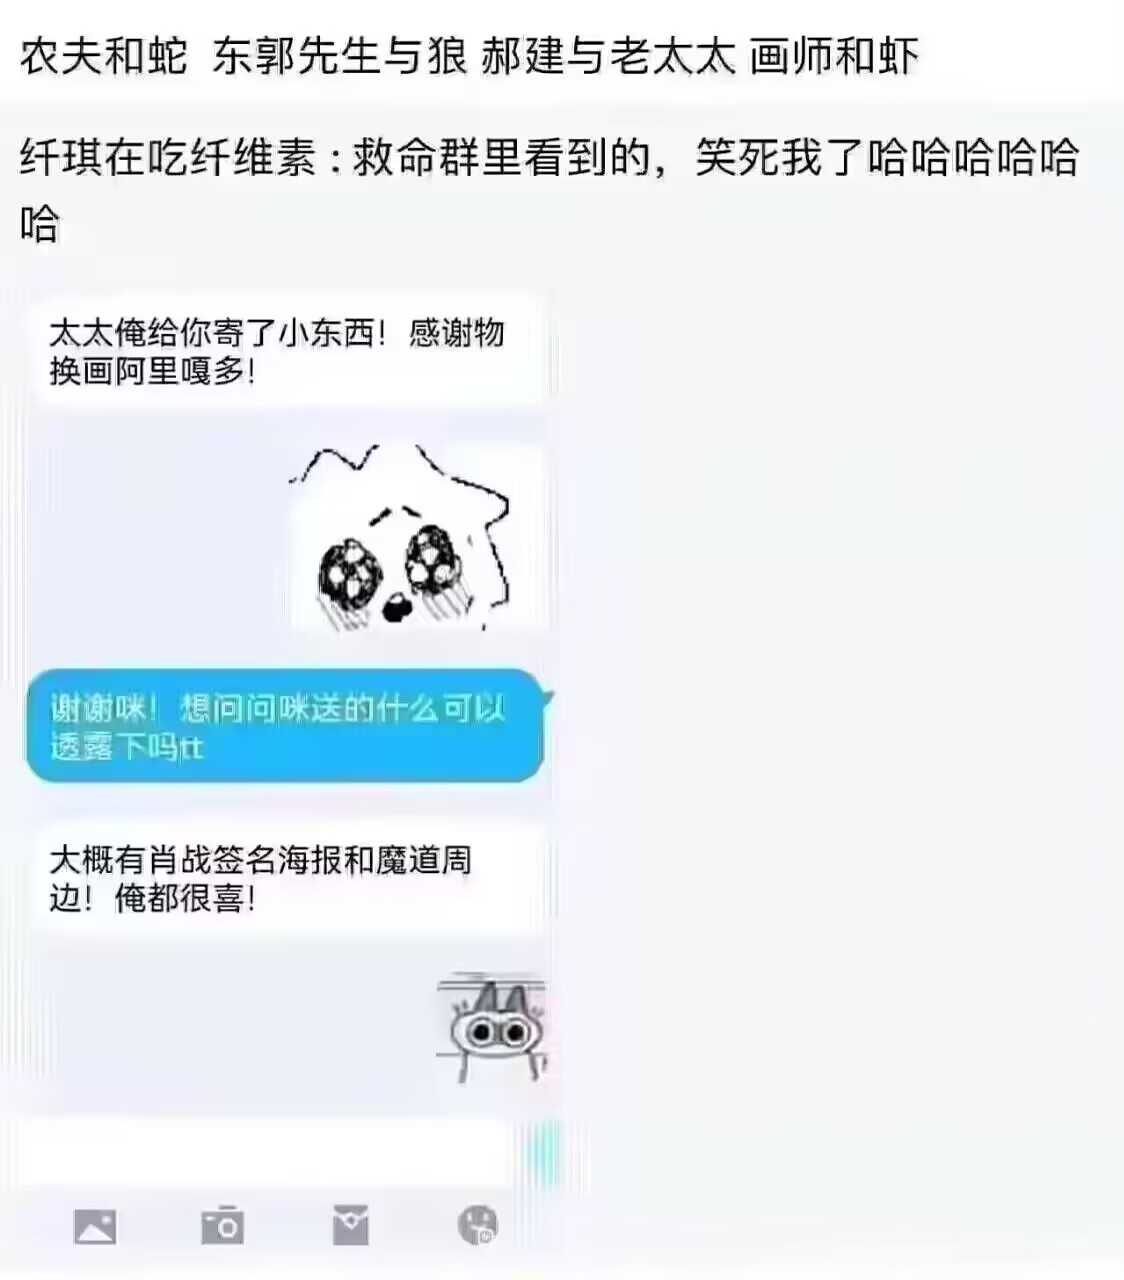 农夫和蛇 东郭先生与狼 郝建与老太太 画师和虾
纤琪在吃纤维素：救命群里看到的，笑死我了哈哈哈哈哈
哈
太太俺给你寄了小东西！感谢物
换画阿里嘎多！
谢谢咪！想问问咪送的什么可以
透露下吗tt
大概有肖战签名海报和魔道周
边！俺都很喜！